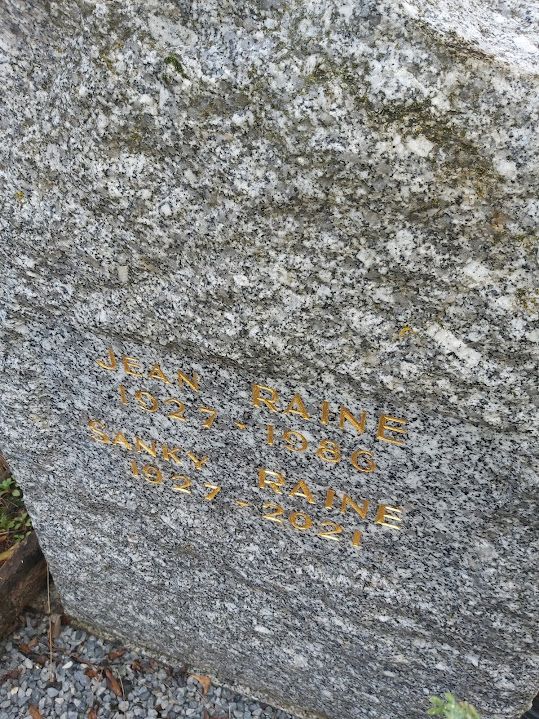 JEAN RAINE
1927 - 1986
SANKY RAINE
1927 - 2021